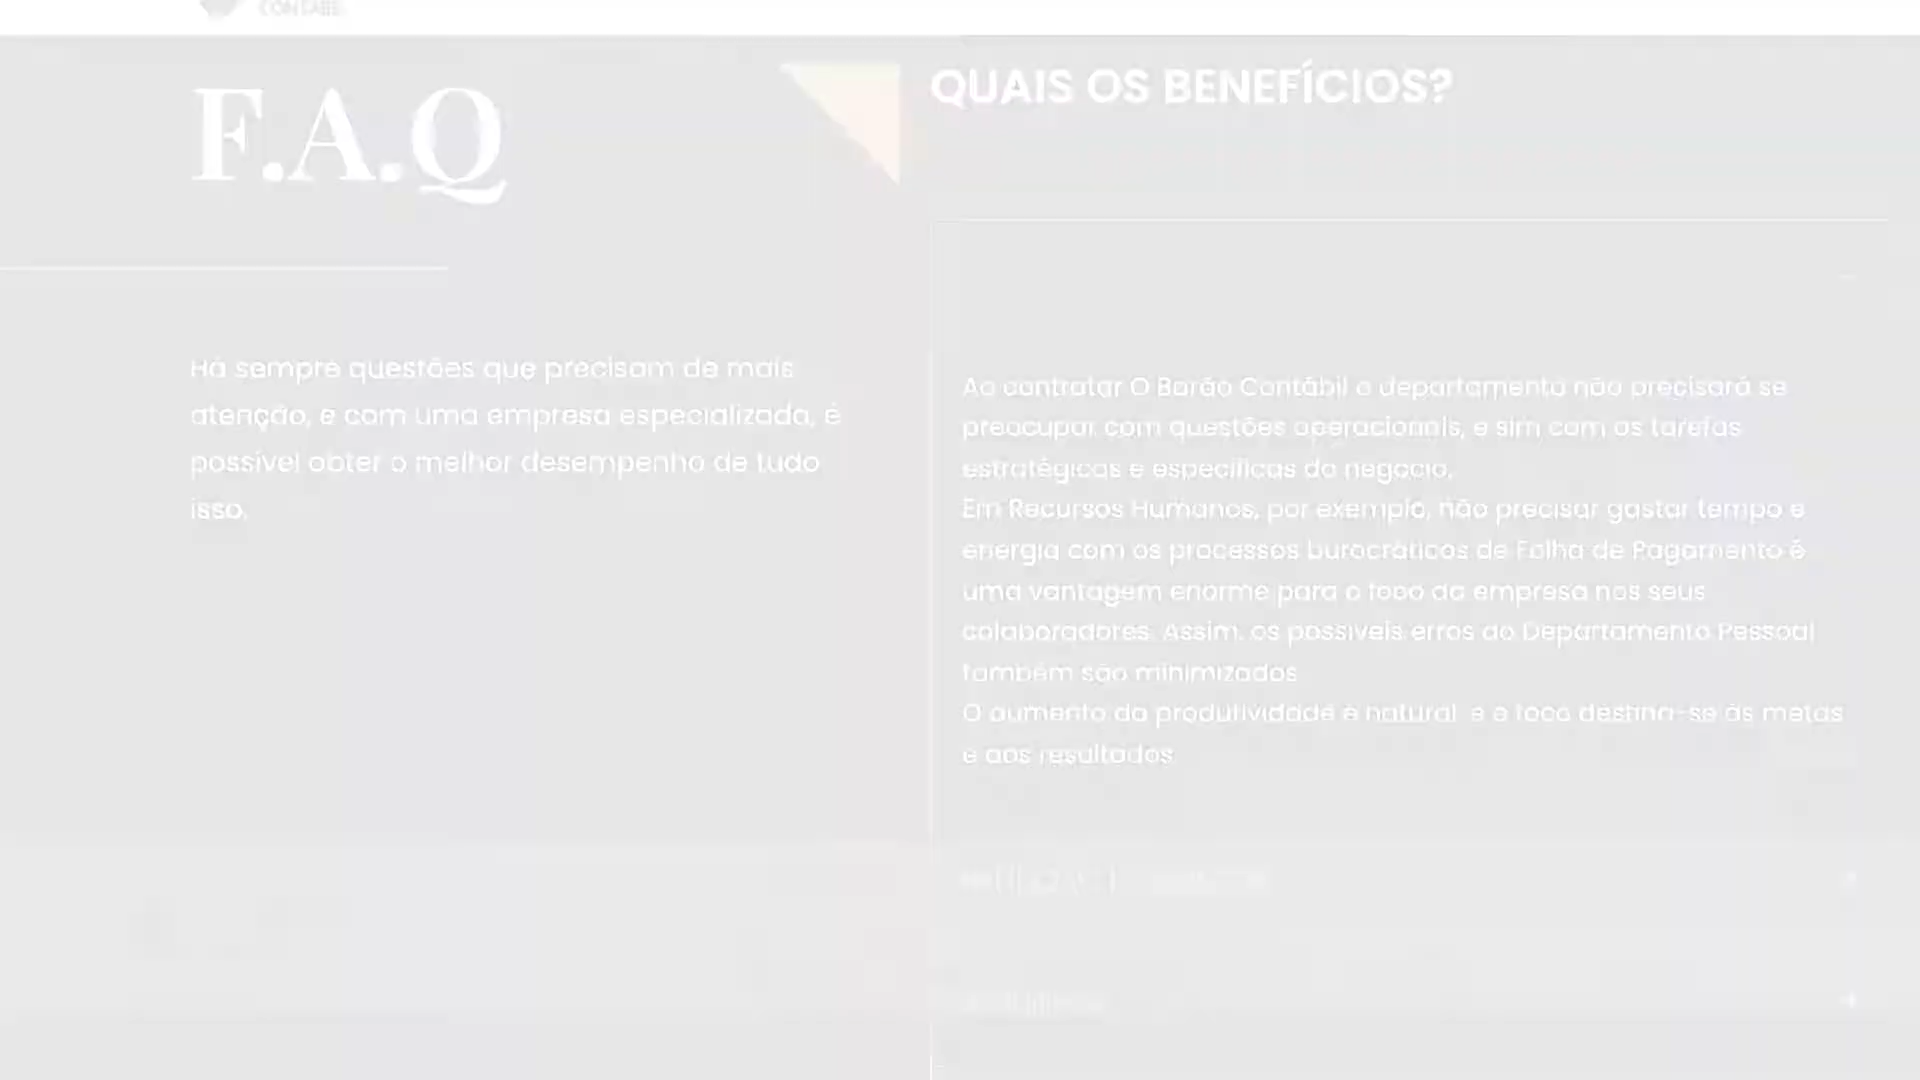 CONTÁBIL
F.A.Q
Há sempre questões que precisam de mais
atenção, e com uma empresa especializada, é
possível obter o melhor desempenho de tudo
isso.
QUAIS OS BENEFÍCIOS?
Ao contratar O Barão Contábil o departamento não precisará se
preocupar com questões operacionais, e sim com as tarefas
estratégicas e específicas do negócio.
Em Recursos Humanos, por exemplo, não precisar gastar tempo e
energia com os processos burocráticos de Folha de Pagamento é
uma vantagem enorme para o foco da empresa nos seus
colaboradores. Assim, os possíveis erros do Departamento Pessoal
também são minimizados
O aumento da produtividade é natural, e o foco destina-se às metas
e aos resultados.